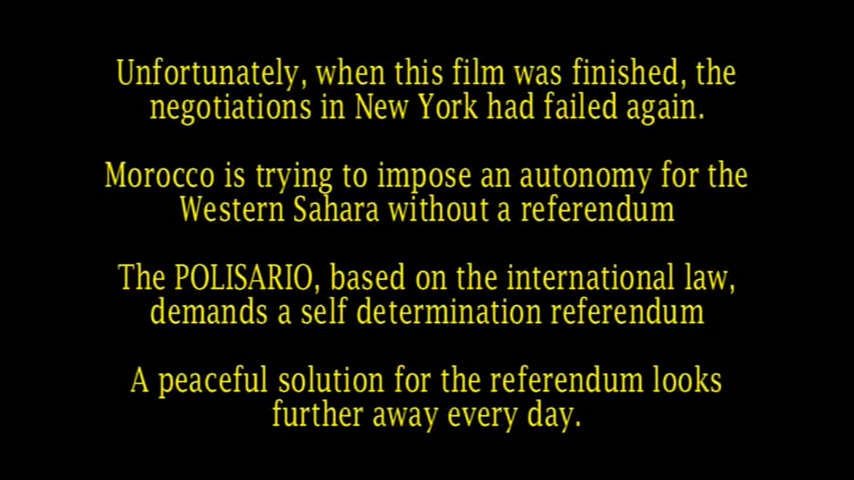 Unfortunately, when this film was finished, the
negotiations in New York had failed again.
Morocco is trying to impose an autonomy for the
Western Sahara without a referendum
The POLISARIO, based on the international law,
demands a self determination referendum
A peaceful solution for the referendum looks
further away every day.